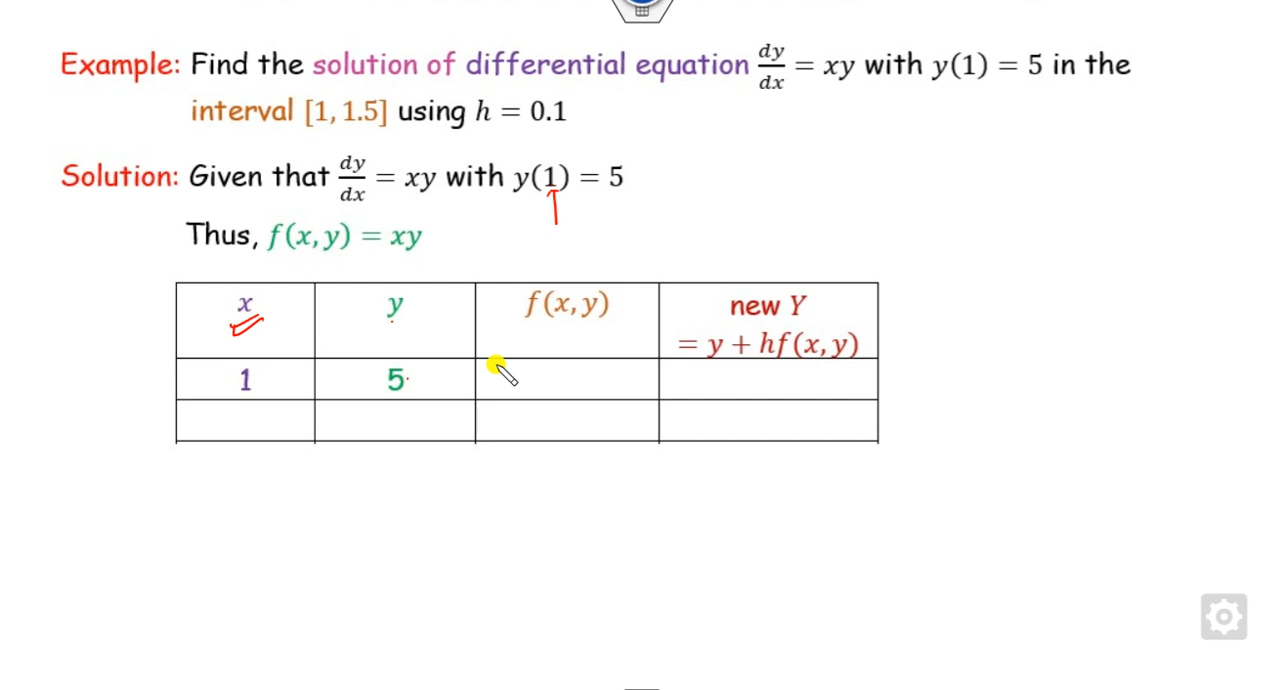 Example: Find the solution of differential equation dy/dx = xy with y(1) = 5 in the
interval [1, 1.5] using h = 0.1
Solution: Given that dy/dx = xy with y(1) = 5
Thus, f(x, y) = xy
x y f(x, y) new Y
= y + hf(x, y)
1 5